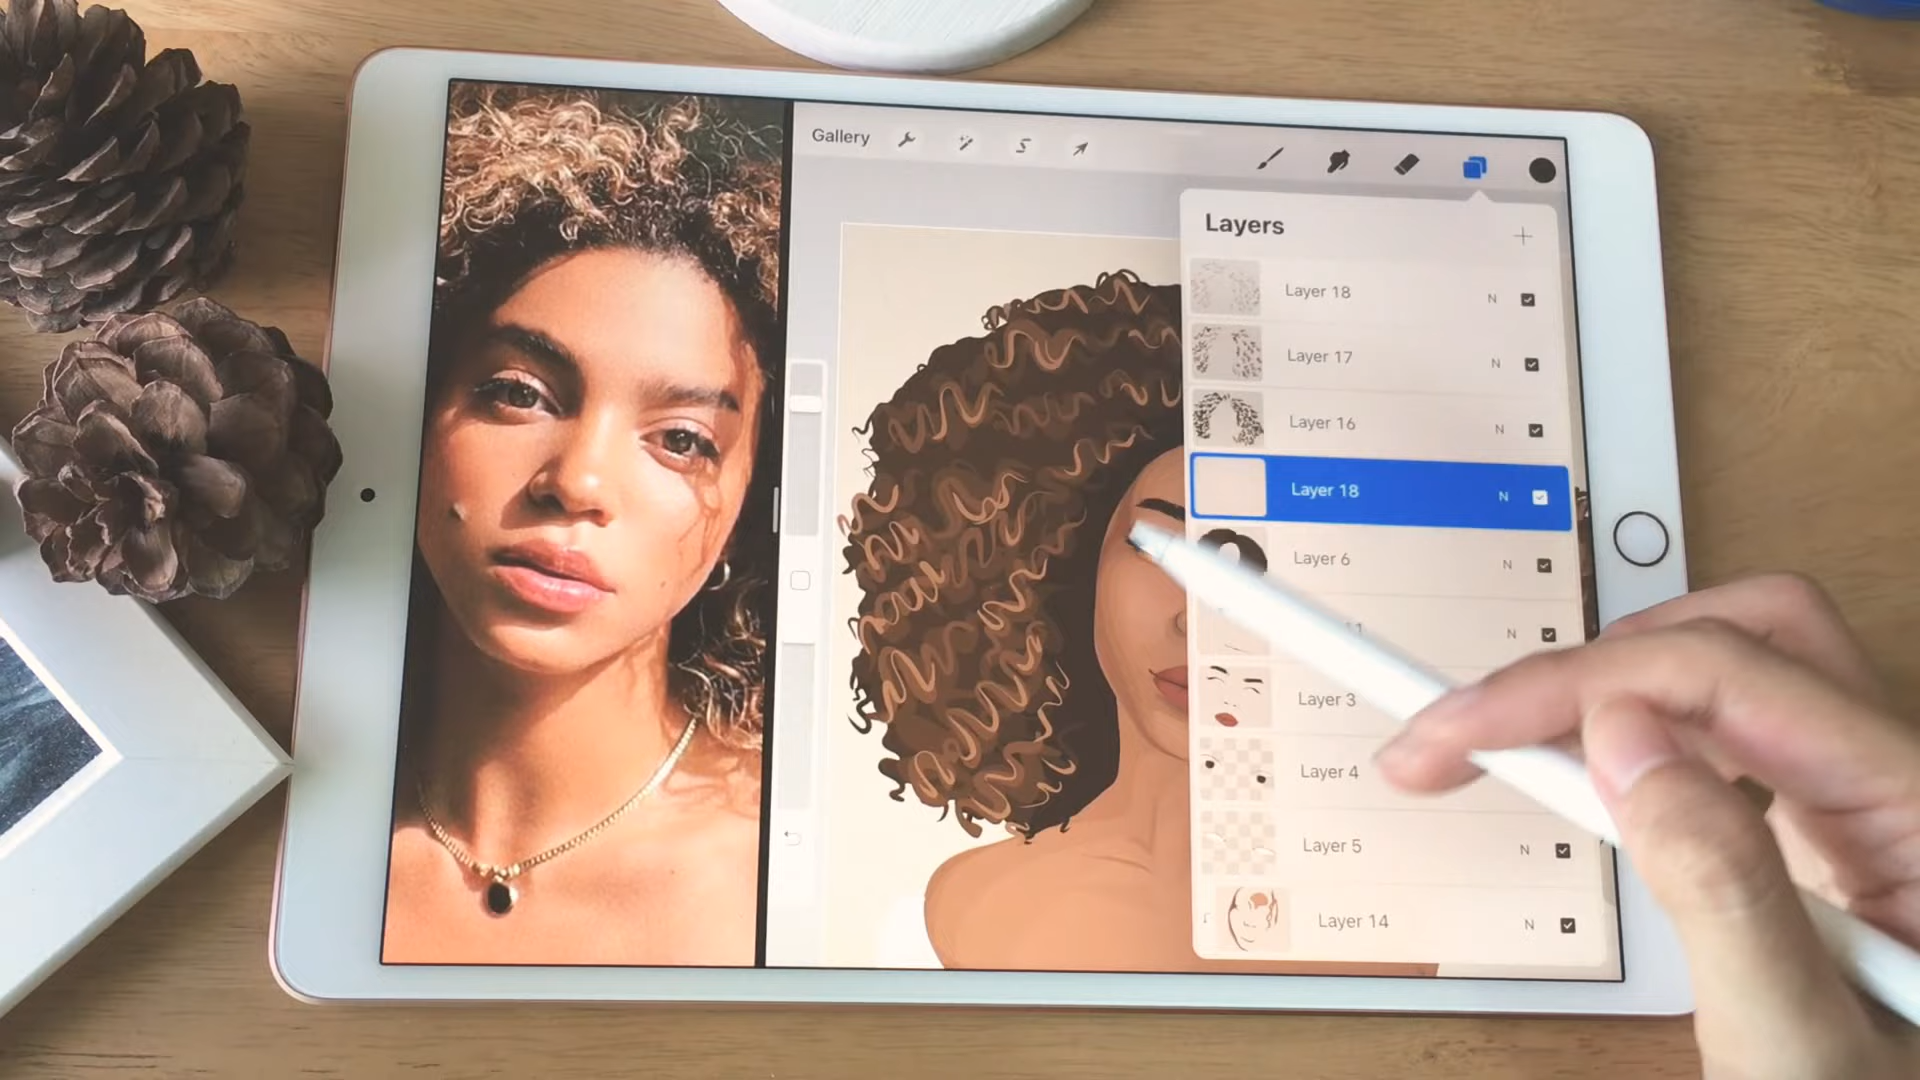 Gallery
Layers
Layer 18 N
Layer 17 N
Layer 16 N
Layer 18 N
Layer 6 N
N
Layer 3
Layer 4
Layer 5 N
Layer 14 N